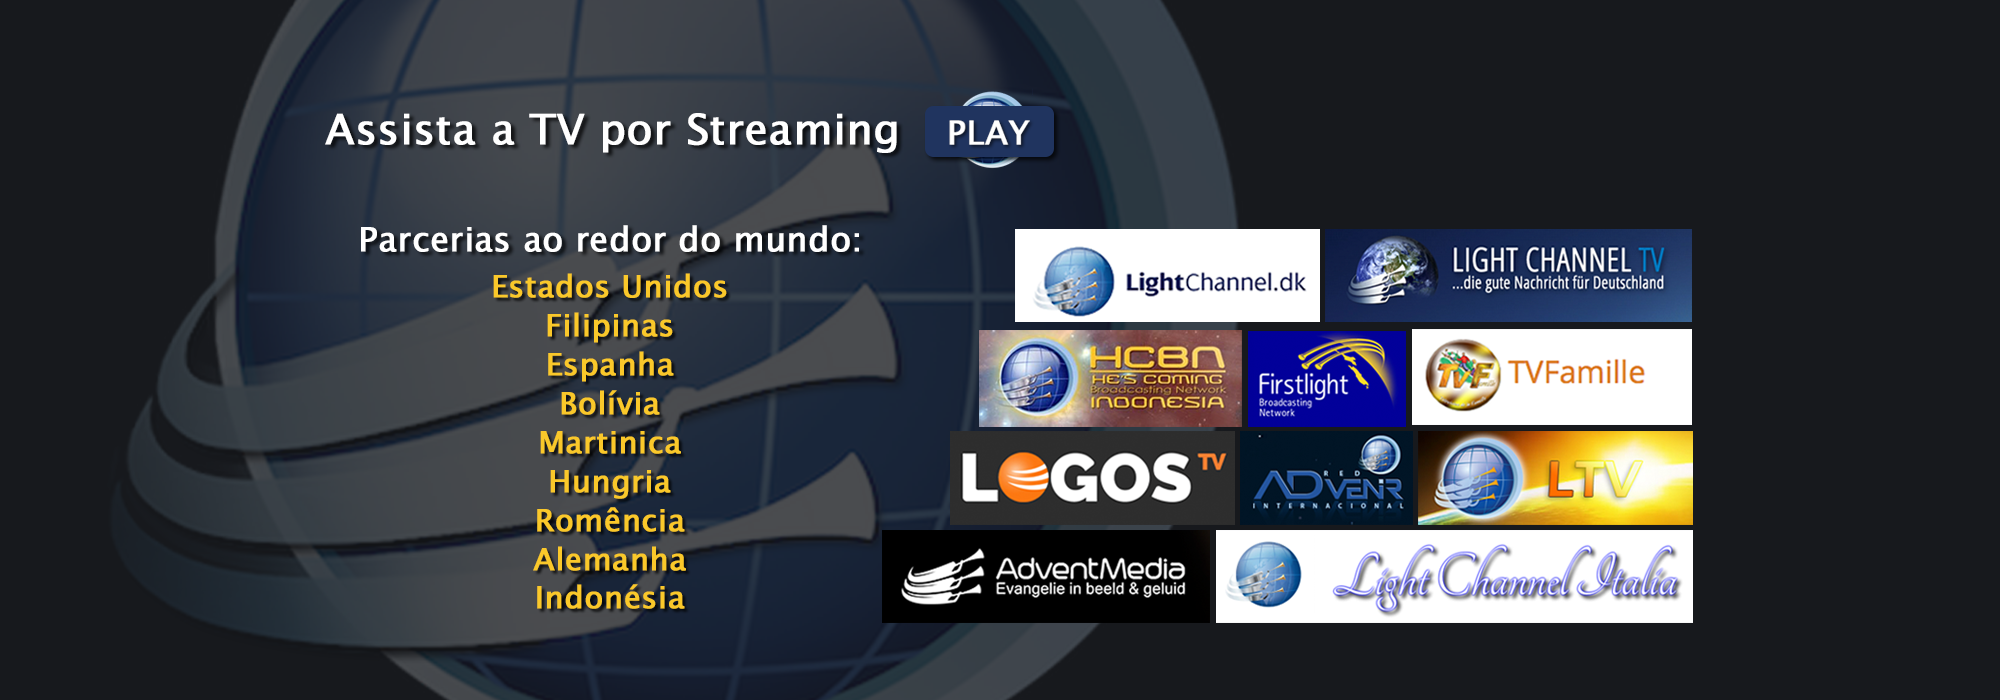 Assista a TV por Streaming PLAY
Parcerias ao redor do mundo:
Estados Unidos
Filipinas
Espanha
Bolívia
Martinica
Hungria
Romência
Alemanha
Indonésia
LightChannel.dk
LIGHT CHANNEL TV
...die gute Nachricht für Deutschland
HCBN
HE'S COMING
Broadcasting Network
INDONESIA
Firstlight
Broadcasting
Network
TVF
TVFamille
LOGOS TV
RED
ADVENIR
INTERNACIONAL
LTV
AdventMedia
Evangelie in beeld & geluid
Light Channel Italia